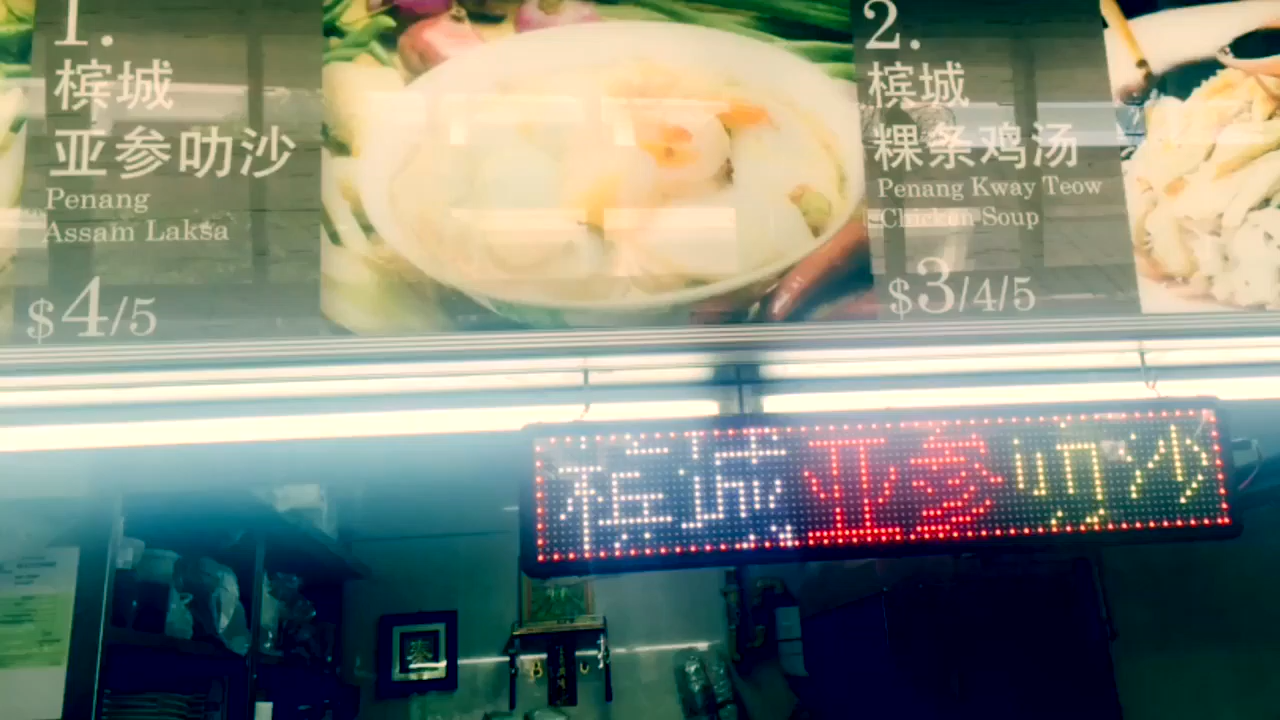 1.
槟城
亚参叻沙
Penang
Assam Laksa
$4/5
2.
槟城
粿条鸡汤
Penang Kway Teow
Chicken Soup
$3/4/5
槟城亚参叻沙